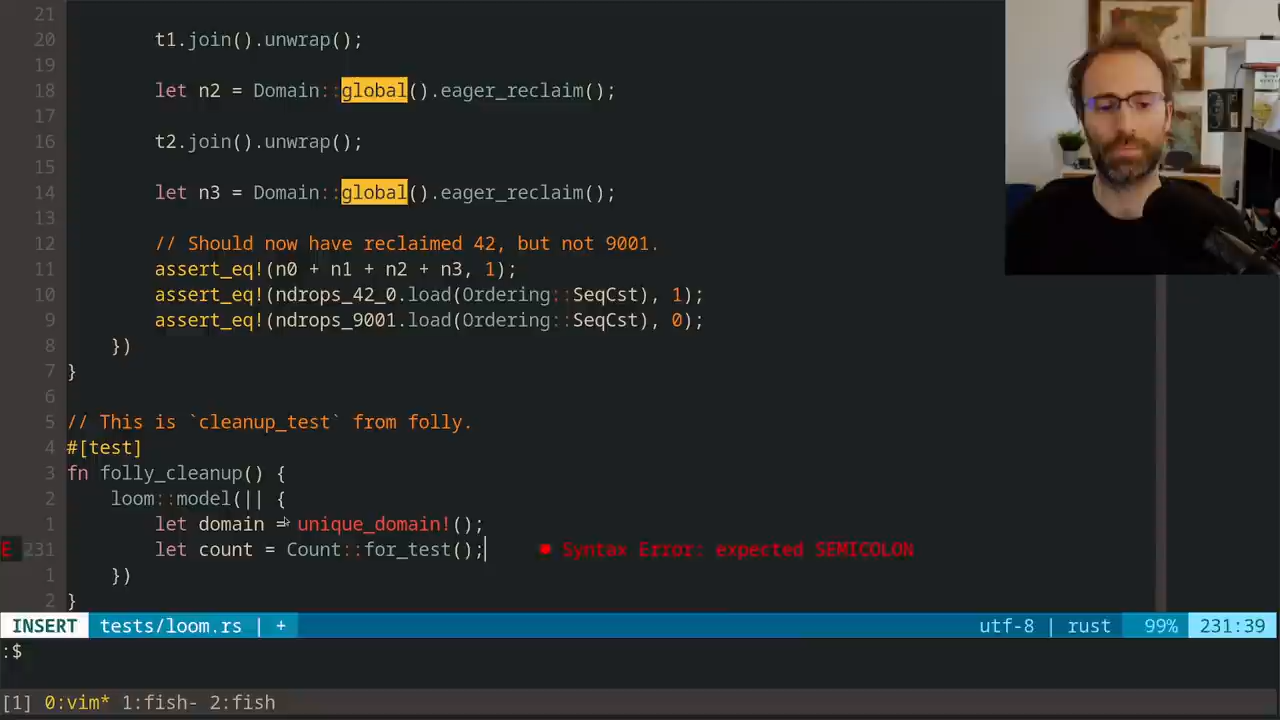 21
20 t1.join().unwrap();
19
18 let n2 = Domain::global().eager_reclaim();
17
16 t2.join().unwrap();
15
14 let n3 = Domain::global().eager_reclaim();
13
12 // Should now have reclaimed 42, but not 9001.
11 assert_eq!(n0 + n1 + n2 + n3, 1);
10 assert_eq!(ndrops_42_0.load(Ordering::SeqCst), 1);
9 assert_eq!(ndrops_9001.load(Ordering::SeqCst), 0);
8 })
7 }
6
5 // This is `cleanup_test` from folly.
4 #[test]
3 fn folly_cleanup() {
2 loom::model(|| {
1 let domain = unique_domain!();
E 231 let count = Count::for_test(); ■ Syntax Error: expected SEMICOLON
1 })
2 }
INSERT tests/loom.rs | + utf-8 | rust 99% 231:39
:$
[1] 0:vim* 1:fish- 2:fish